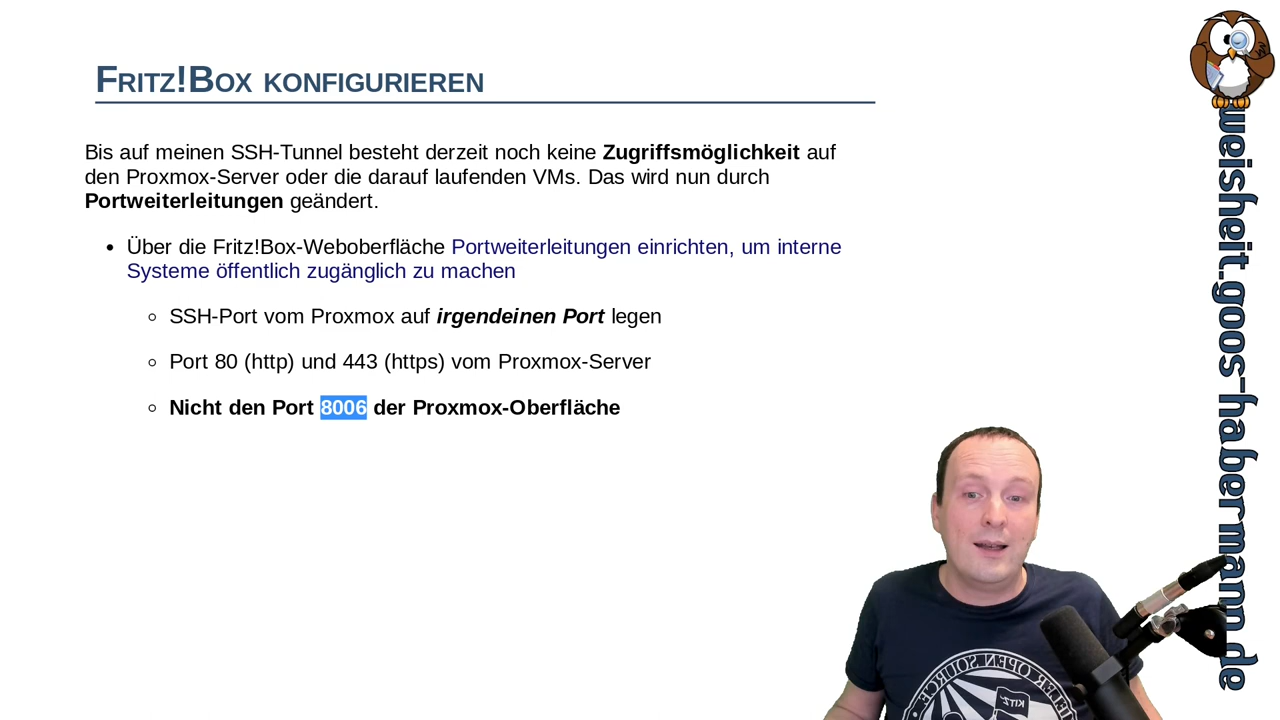 Fritz!Box konfigurieren
Bis auf meinen SSH-Tunnel besteht derzeit noch keine Zugriffsmöglichkeit auf
den Proxmox-Server oder die darauf laufenden VMs. Das wird nun durch
Portweiterleitungen geändert.
• Über die Fritz!Box-Weboberfläche Portweiterleitungen einrichten, um interne
Systeme öffentlich zugänglich zu machen
◦ SSH-Port vom Proxmox auf irgendeinen Port legen
◦ Port 80 (http) und 443 (https) vom Proxmox-Server
◦ Nicht den Port 8006 der Proxmox-Oberfläche
weisheit.goos-habermann.de
OPEN SOURCE
KITZ